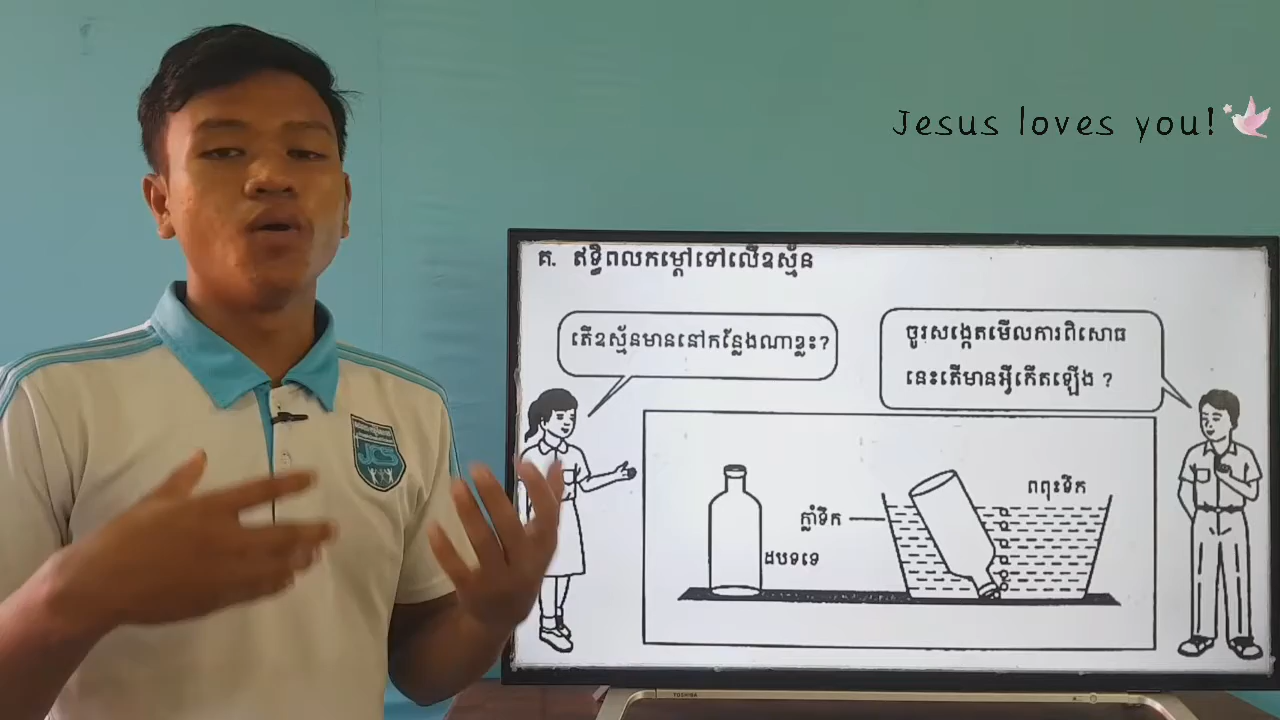 Jesus loves you!
គ. ឥទ្ធិពលកម្តៅទៅលើឧស្ម័ន
តើឧស្ម័នមាននៅកន្លែងណាខ្លះ?
ចូរសង្កេតមើលការពិសោធ
នេះតើមានអ្វីកើតឡើង ?
ពពុះទឹក
ក្លាំទឹក
ដបទទេ
JCS
TOSHIBA